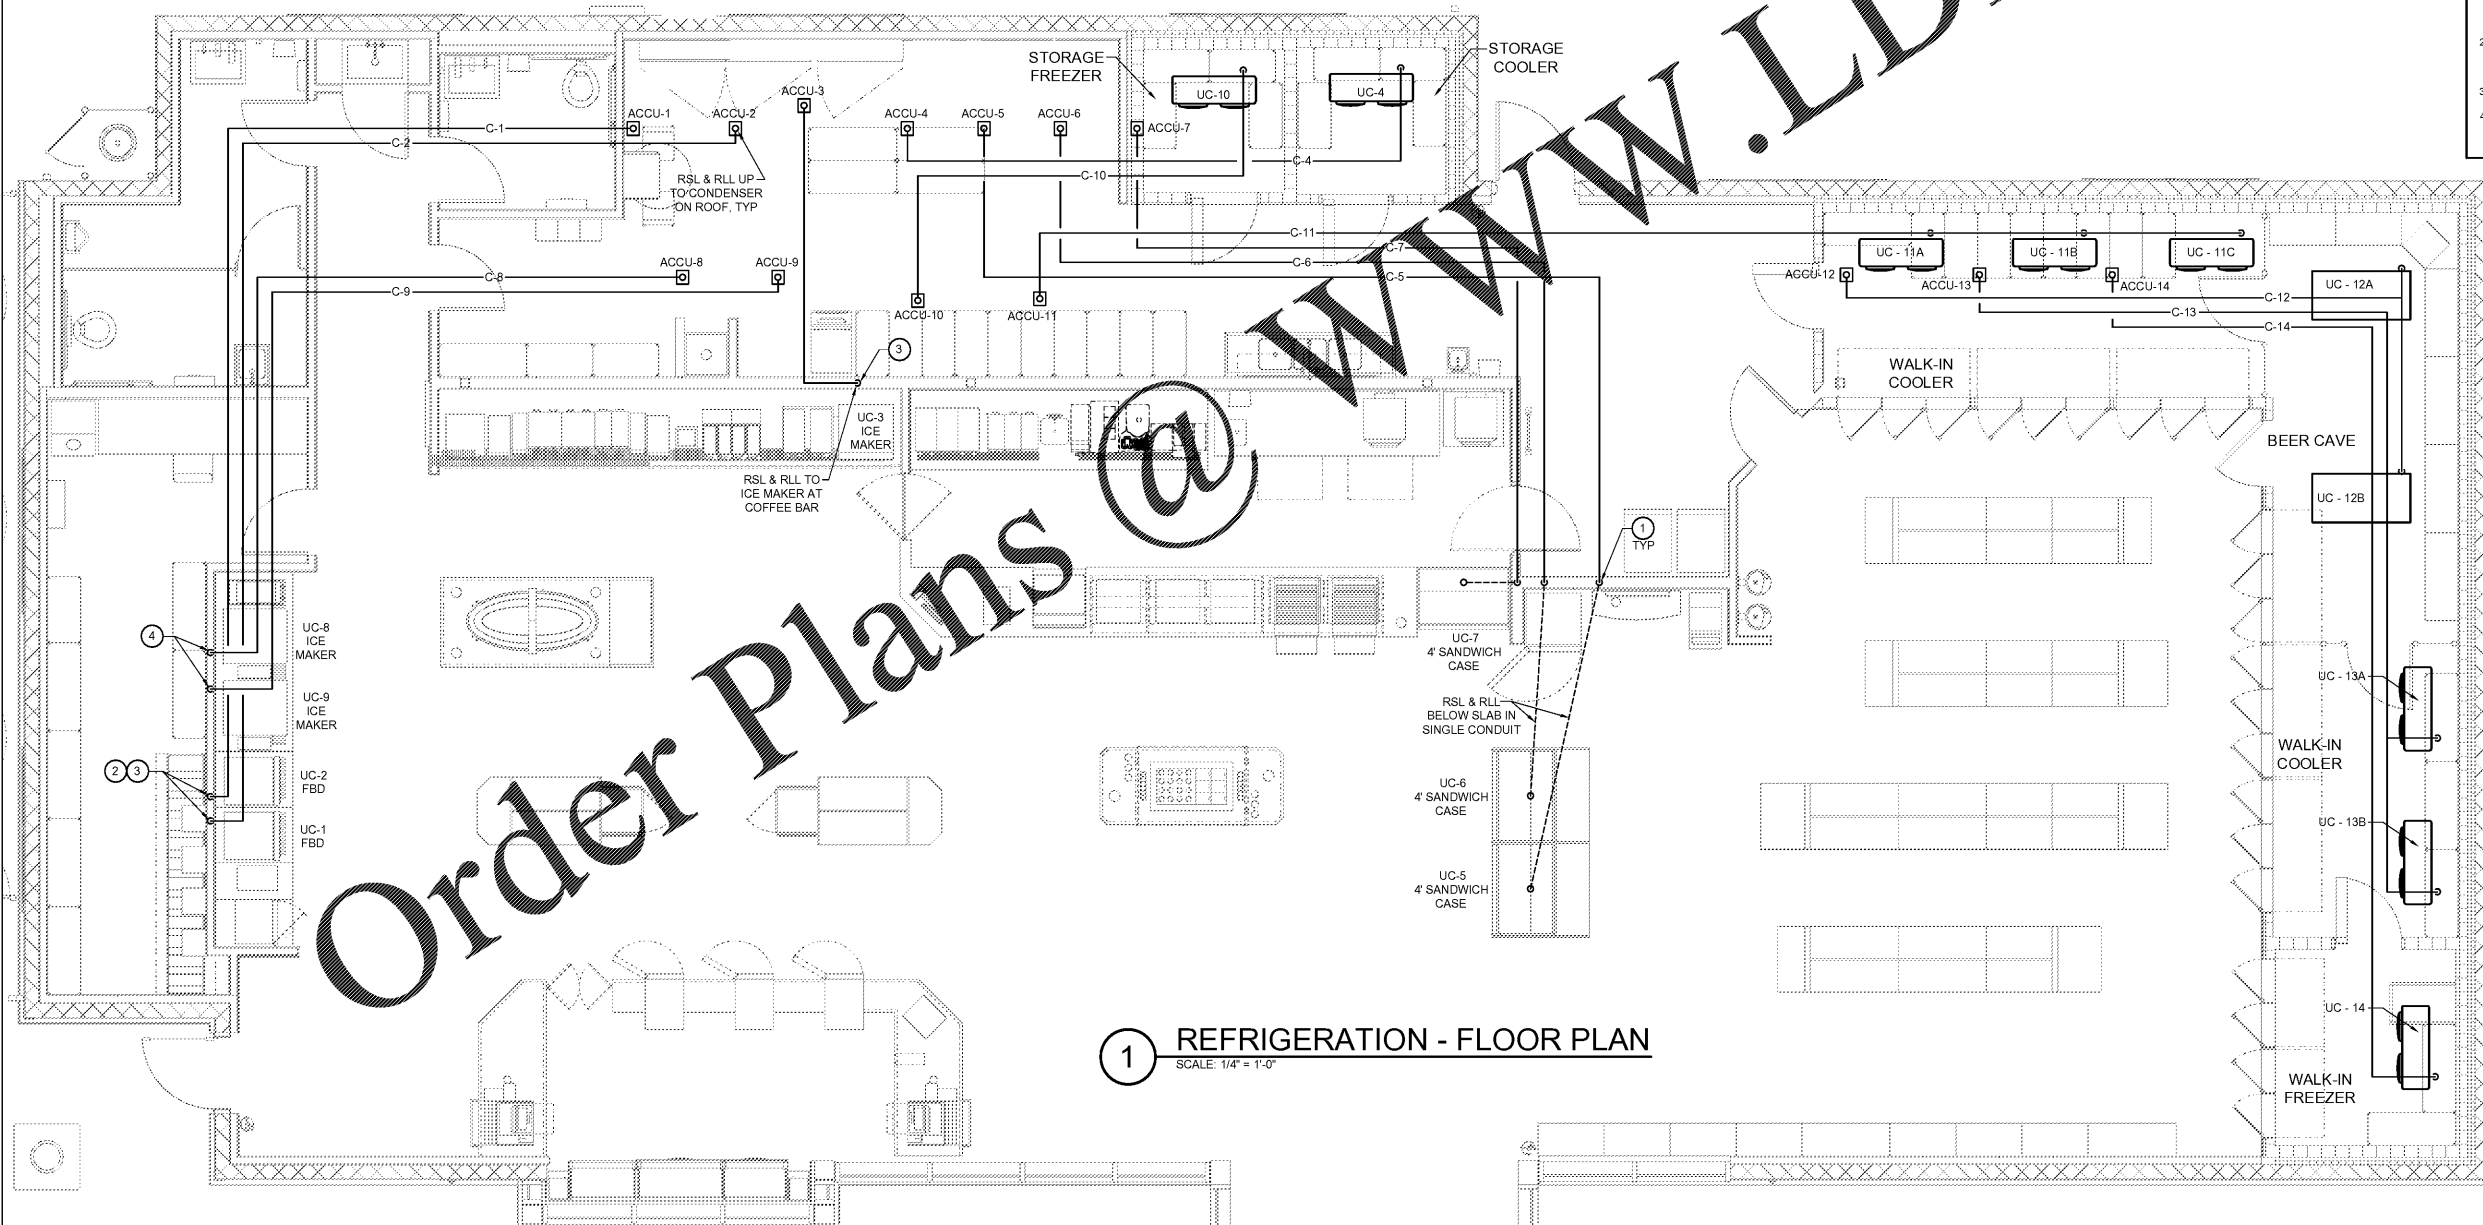 STORAGE
FREEZER
STORAGE
COOLER
UC-10
UC-4
ACCU-1
ACCU-2
ACCU-3
ACCU-4
ACCU-5
ACCU-6
ACCU-7
C-1
C-2
C-4
C-10
RSL & RLL UP
TO CONDENSER
ON ROOF, TYP
C-11
C-7
C-6
C-5
ACCU-8
ACCU-9
C-8
C-9
ACCU-10
ACCU-11
UC - 11A
UC - 11B
UC - 11C
ACCU-12
ACCU-13
ACCU-14
UC - 12A
C-12
C-13
C-14
3
WALK-IN
COOLER
UC-3
ICE
MAKER
BEER CAVE
RSL & RLL TO
ICE MAKER AT
COFFEE BAR
UC - 12B
1
TYP
4
UC-8
ICE
MAKER
UC-7
4' SANDWICH
CASE
UC-9
ICE
MAKER
RSL & RLL
BELOW SLAB IN
SINGLE CONDUIT
UC - 13A
2 3
UC-2
FBD
UC-6
4' SANDWICH
CASE
WALK-IN
COOLER
UC-1
FBD
UC - 13B
UC-5
4' SANDWICH
CASE
UC - 14
WALK-IN
FREEZER
1 REFRIGERATION - FLOOR PLAN
SCALE: 1/4" = 1'-0"
Order Plans @ www.LD